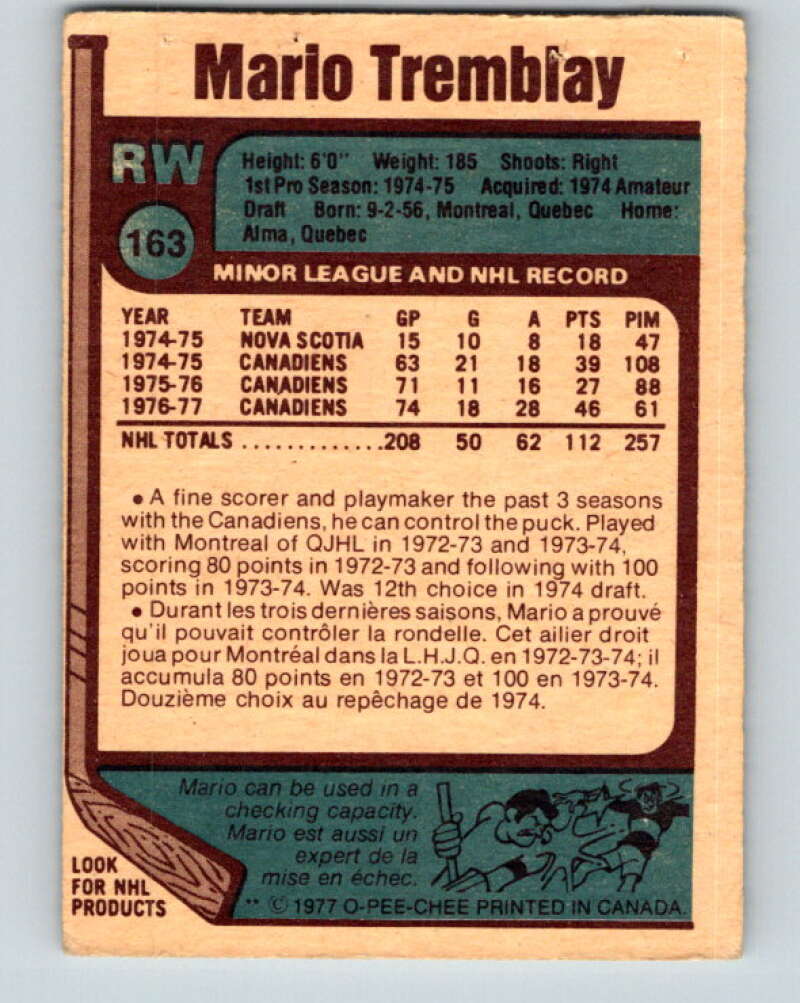 Mario Tremblay
RW
163
Height: 6'0" Weight: 185 Shoots: Right
1st Pro Season: 1974-75 Acquired: 1974 Amateur
Draft Born: 9-2-56, Montreal, Quebec Home:
Alma, Quebec
MINOR LEAGUE AND NHL RECORD
YEAR TEAM GP G A PTS PIM
1974-75 NOVA SCOTIA 15 10 8 18 47
1974-75 CANADIENS 63 21 18 39 108
1975-76 CANADIENS 71 11 16 27 88
1976-77 CANADIENS 74 18 28 46 61
NHL TOTALS .............208 50 62 112 257
• A fine scorer and playmaker the past 3 seasons
with the Canadiens, he can control the puck. Played
with Montreal of QJHL in 1972-73 and 1973-74,
scoring 80 points in 1972-73 and following with 100
points in 1973-74. Was 12th choice in 1974 draft.
• Durant les trois dernières saisons, Mario a prouvé
qu'il pouvait contrôler la rondelle. Cet ailier droit
joua pour Montréal dans la L.H.J.Q. en 1972-73-74; il
accumula 80 points en 1972-73 et 100 en 1973-74.
Douzième choix au repêchage de 1974.
Mario can be used in a
checking capacity.
Mario est aussi un
expert de la
mise en échec.
LOOK
FOR NHL
PRODUCTS
** © 1977 O-PEE-CHEE PRINTED IN CANADA.